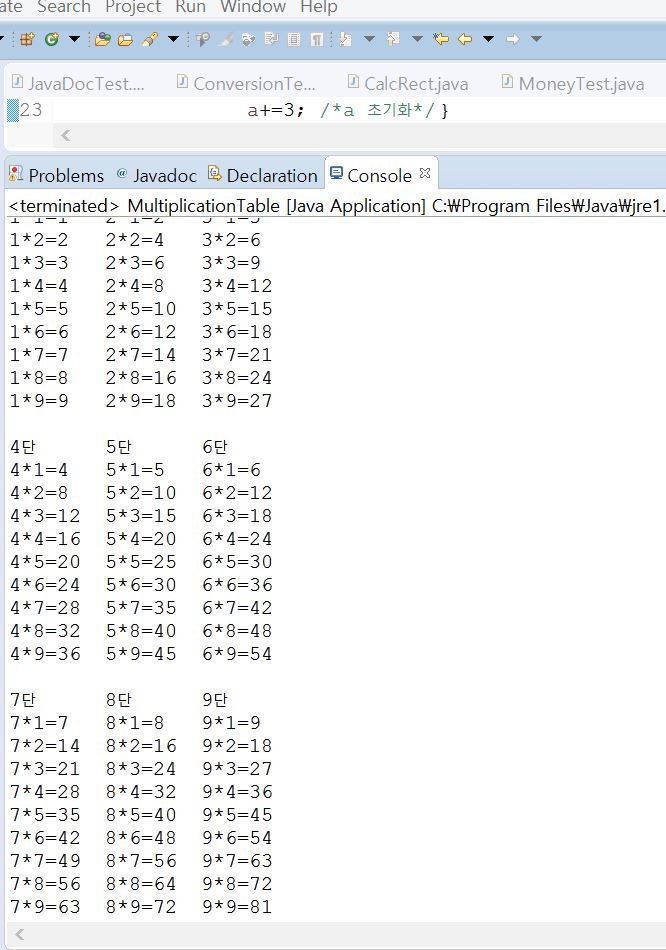 Search Project Run Window Help
JavaDocTest.... ConversionTe... CalcRect.java MoneyTest.java
23 a+=3; /*a 초기화*/ }
Problems Javadoc Declaration Console
<terminated> MultiplicationTable [Java Application] C:₩Program Files₩Java₩jre1.
1*2=2 2*2=4 3*2=6
1*3=3 2*3=6 3*3=9
1*4=4 2*4=8 3*4=12
1*5=5 2*5=10 3*5=15
1*6=6 2*6=12 3*6=18
1*7=7 2*7=14 3*7=21
1*8=8 2*8=16 3*8=24
1*9=9 2*9=18 3*9=27
4단 5단 6단
4*1=4 5*1=5 6*1=6
4*2=8 5*2=10 6*2=12
4*3=12 5*3=15 6*3=18
4*4=16 5*4=20 6*4=24
4*5=20 5*5=25 6*5=30
4*6=24 5*6=30 6*6=36
4*7=28 5*7=35 6*7=42
4*8=32 5*8=40 6*8=48
4*9=36 5*9=45 6*9=54
7단 8단 9단
7*1=7 8*1=8 9*1=9
7*2=14 8*2=16 9*2=18
7*3=21 8*3=24 9*3=27
7*4=28 8*4=32 9*4=36
7*5=35 8*5=40 9*5=45
7*6=42 8*6=48 9*6=54
7*7=49 8*7=56 9*7=63
7*8=56 8*8=64 9*8=72
7*9=63 8*9=72 9*9=81